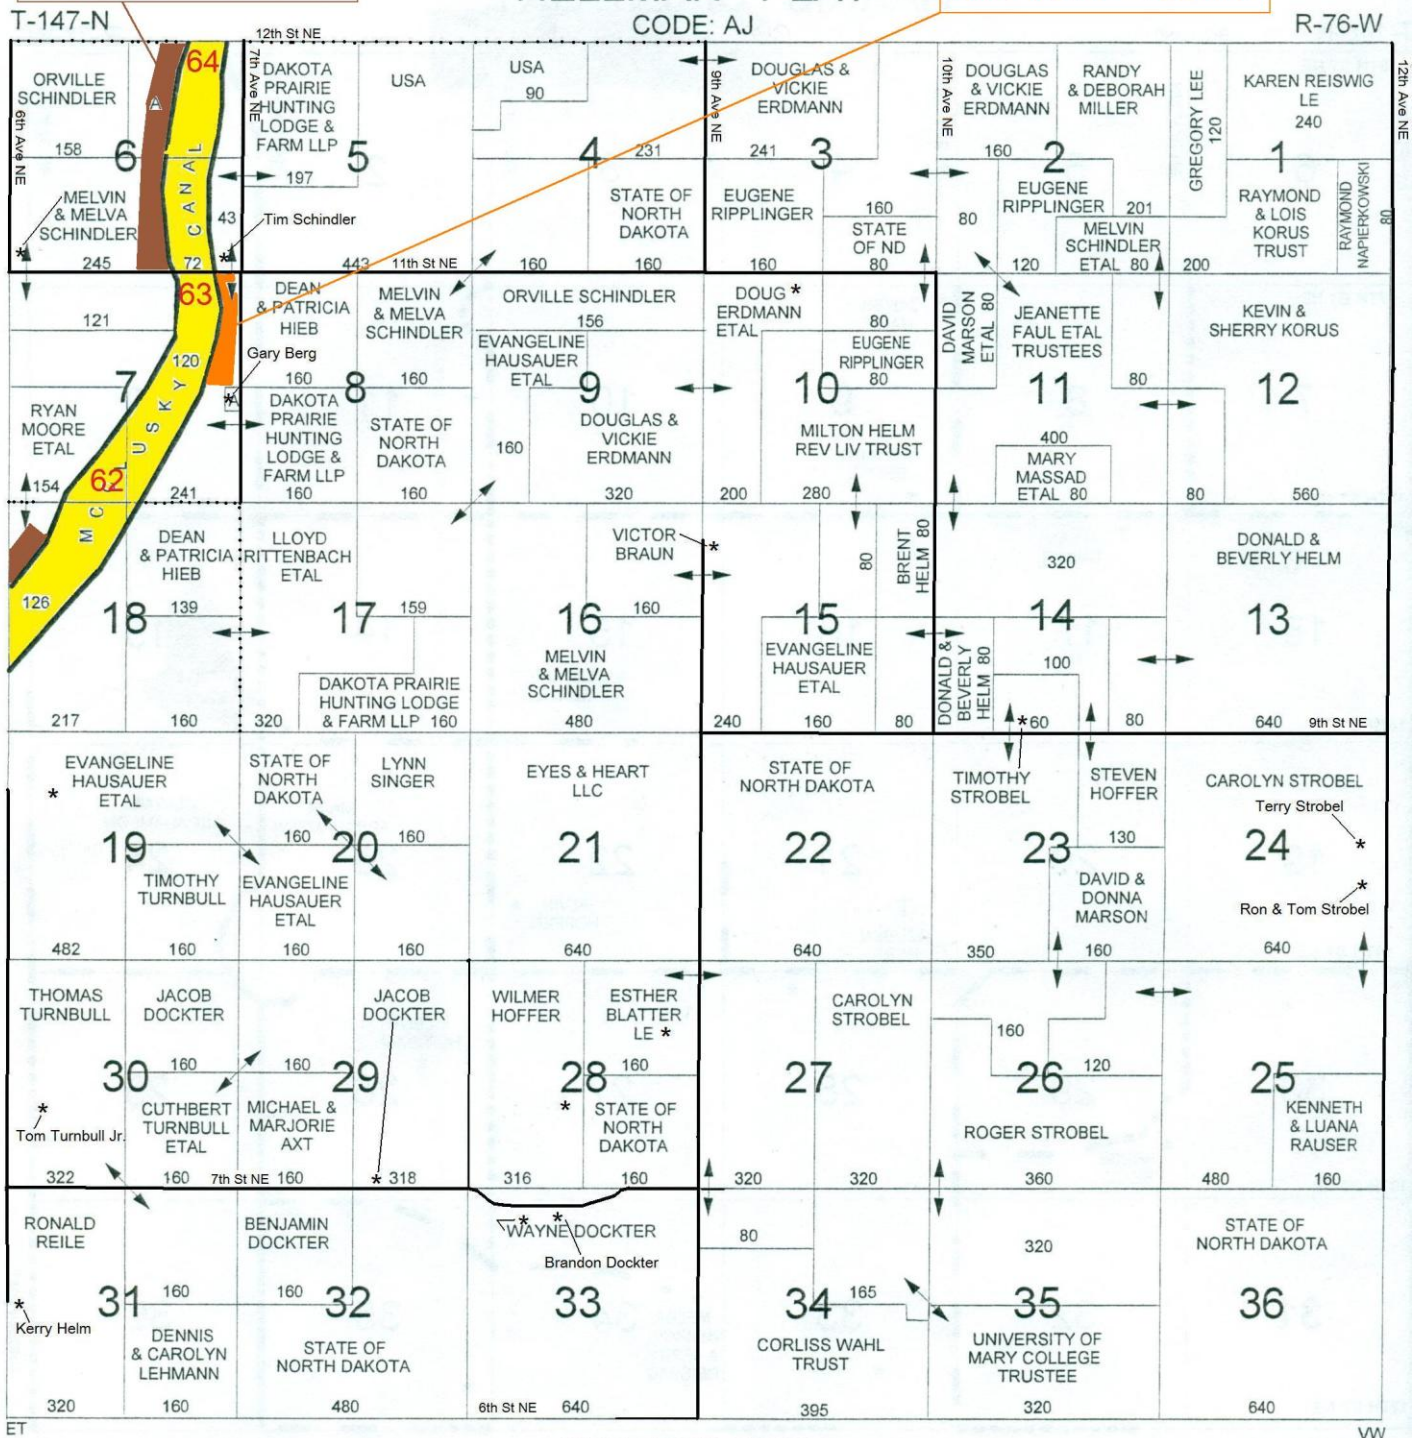 T-147-N
CODE: AJ
R-76-W
12th St NE
6th Ave NE
7th Ave NE
9th Ave NE
10th Ave NE
12th Ave NE
ORVILLE
SCHINDLER
158
6
A
64
MELVIN
& MELVA
SCHINDLER
245
CANAL
43
72
Tim Schindler
DAKOTA
PRAIRIE
HUNTING
LODGE &
FARM LLP
197
USA
5
443
11th St NE
USA
90
4
231
STATE OF
NORTH
DAKOTA
160
160
DOUGLAS &
VICKIE
ERDMANN
241
3
EUGENE
RIPPLINGER
160
STATE
OF ND
160
80
DOUGLAS
& VICKIE
ERDMANN
160
RANDY
& DEBORAH
MILLER
2
80
EUGENE
RIPPLINGER
201
MELVIN
SCHINDLER
ETAL 80
120
GREGORY LEE
120
KAREN REISWIG
LE
240
1
RAYMOND
& LOIS
KORUS
TRUST
200
RAYMOND
NAPIERKOWSKI
80
121
63
120
7
RYAN
MOORE
ETAL
154
62
241
MC CLUSKY
Gary Berg
A
DEAN
& PATRICIA
HIEB
160
MELVIN
& MELVA
SCHINDLER
160
8
DAKOTA
PRAIRIE
HUNTING
LODGE &
FARM LLP
160
STATE OF
NORTH
DAKOTA
160
ORVILLE SCHINDLER
156
EVANGELINE
HAUSAUER
ETAL
160
9
DOUGLAS &
VICKIE
ERDMANN
320
DOUG
ERDMANN
ETAL
80
EUGENE
RIPPLINGER
80
10
MILTON HELM
REV LIV TRUST
200
280
DAVID
MARSON
ETAL 80
JEANETTE
FAUL ETAL
TRUSTEES
11
80
400
MARY
MASSAD
ETAL 80
80
KEVIN &
SHERRY KORUS
12
560
126
DEAN
& PATRICIA
HIEB
139
18
217
160
LLOYD
RITTENBACH
ETAL
17
159
DAKOTA PRAIRIE
HUNTING LODGE
& FARM LLP 160
320
VICTOR
BRAUN
16
160
MELVIN
& MELVA
SCHINDLER
480
80
BRENT
HELM 80
15
EVANGELINE
HAUSAUER
ETAL
240
160
80
320
14
DONALD &
BEVERLY
HELM 80
100
60
80
DONALD &
BEVERLY HELM
13
640
9th St NE
EVANGELINE
HAUSAUER
ETAL
19
TIMOTHY
TURNBULL
482
160
STATE OF
NORTH
DAKOTA
160
LYNN
SINGER
160
20
EVANGELINE
HAUSAUER
ETAL
160
160
EYES & HEART
LLC
21
640
STATE OF
NORTH DAKOTA
22
640
TIMOTHY
STROBEL
STEVEN
HOFFER
23
130
DAVID &
DONNA
MARSON
350
160
CAROLYN STROBEL
Terry Strobel
24
Ron & Tom Strobel
640
THOMAS
TURNBULL
JACOB
DOCKTER
160
30
Tom Turnbull Jr.
CUTHBERT
TURNBULL
ETAL
322
160
JACOB
DOCKTER
160
29
MICHAEL &
MARJORIE
AXT
7th St NE
160
318
WILMER
HOFFER
ESTHER
BLATTER
LE
28
160
STATE OF
NORTH
DAKOTA
316
160
CAROLYN
STROBEL
27
320
320
160
26
120
ROGER STROBEL
360
25
KENNETH
& LUANA
RAUSER
480
160
RONALD
REILE
160
31
Kerry Helm
DENNIS
& CAROLYN
LEHMANN
320
160
BENJAMIN
DOCKTER
160
32
STATE OF
NORTH DAKOTA
480
WAYNE DOCKTER
Brandon Dockter
33
6th St NE
640
80
34
165
CORLISS WAHL
TRUST
395
320
35
UNIVERSITY OF
MARY COLLEGE
TRUSTEE
320
STATE OF
NORTH DAKOTA
36
640
ET
VW